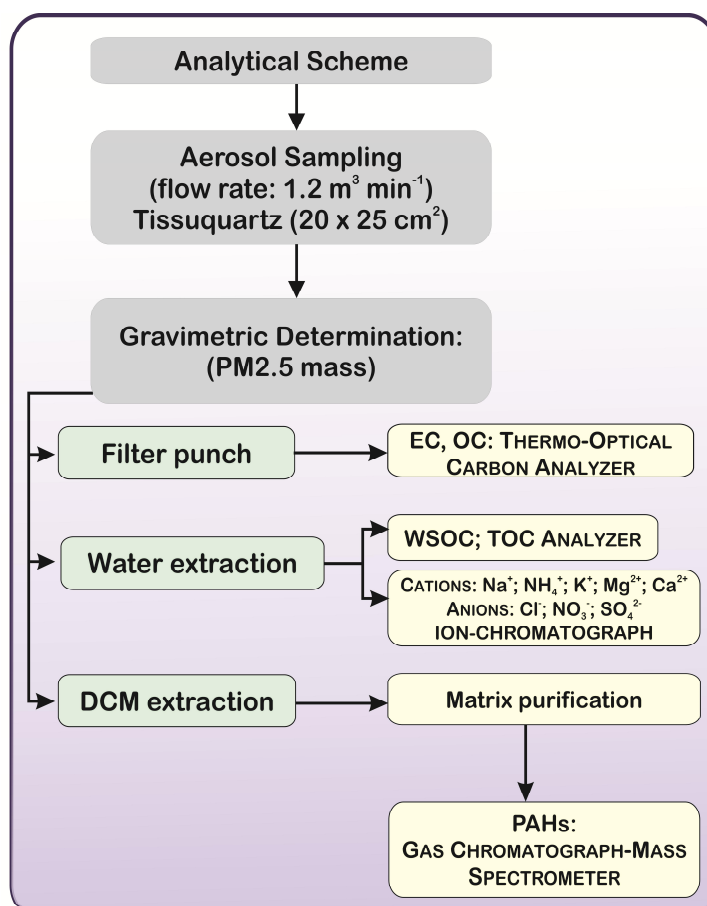 Analytical Scheme
Aerosol Sampling
(flow rate: 1.2 m³ min⁻¹)
Tissuquartz (20 x 25 cm²)
Gravimetric Determination:
(PM2.5 mass)
Filter punch
EC, OC: THERMO-OPTICAL
CARBON ANALYZER
Water extraction
WSOC; TOC ANALYZER
CATIONS: Na⁺; NH₄⁺; K⁺; Mg²⁺; Ca²⁺
ANIONS: Cl⁻; NO₃⁻; SO₄²⁻
ION-CHROMATOGRAPH
DCM extraction
Matrix purification
PAHs:
GAS CHROMATOGRAPH-MASS
SPECTROMETER